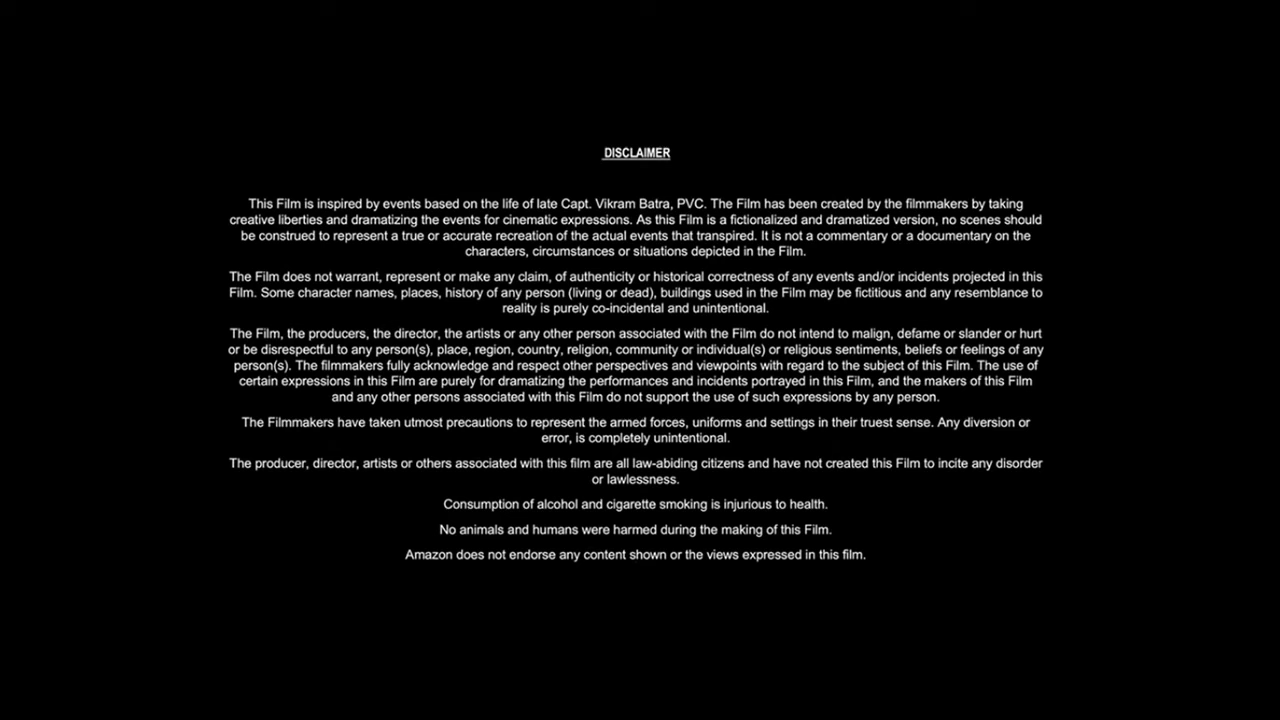 DISCLAIMER
This Film is inspired by events based on the life of late Capt. Vikram Batra, PVC. The Film has been created by the filmmakers by taking
creative liberties and dramatizing the events for cinematic expressions. As this Film is a fictionalized and dramatized version, no scenes should
be construed to represent a true or accurate recreation of the actual events that transpired. It is not a commentary or a documentary on the
characters, circumstances or situations depicted in the Film.
The Film does not warrant, represent or make any claim, of authenticity or historical correctness of any events and/or incidents projected in this
Film. Some character names, places, history of any person (living or dead), buildings used in the Film may be fictitious and any resemblance to
reality is purely co-incidental and unintentional.
The Film, the producers, the director, the artists or any other person associated with the Film do not intend to malign, defame or slander or hurt
or be disrespectful to any person(s), place, region, country, religion, community or individual(s) or religious sentiments, beliefs or feelings of any
person(s). The filmmakers fully acknowledge and respect other perspectives and viewpoints with regard to the subject of this Film. The use of
certain expressions in this Film are purely for dramatizing the performances and incidents portrayed in this Film, and the makers of this Film
and any other persons associated with this Film do not support the use of such expressions by any person.
The Filmmakers have taken utmost precautions to represent the armed forces, uniforms and settings in their truest sense. Any diversion or
error, is completely unintentional.
The producer, director, artists or others associated with this film are all law-abiding citizens and have not created this Film to incite any disorder
or lawlessness.
Consumption of alcohol and cigarette smoking is injurious to health.
No animals and humans were harmed during the making of this Film.
Amazon does not endorse any content shown or the views expressed in this film.